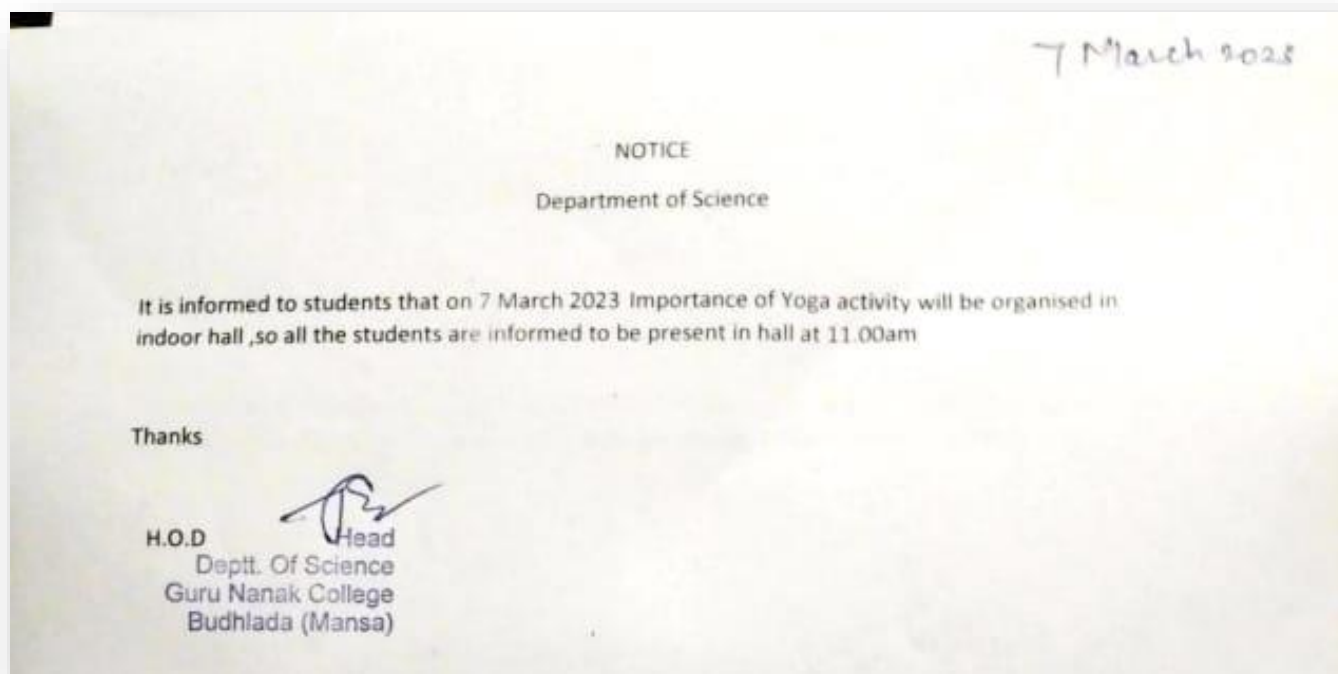 7 March 2023
NOTICE
Department of Science
It is informed to students that on 7 March 2023 Importance of Yoga activity will be organised in
indoor hall ,so all the students are informed to be present in hall at 11.00am
Thanks
H.O.D Head
Deptt. Of Science
Guru Nanak College
Budhlada (Mansa)